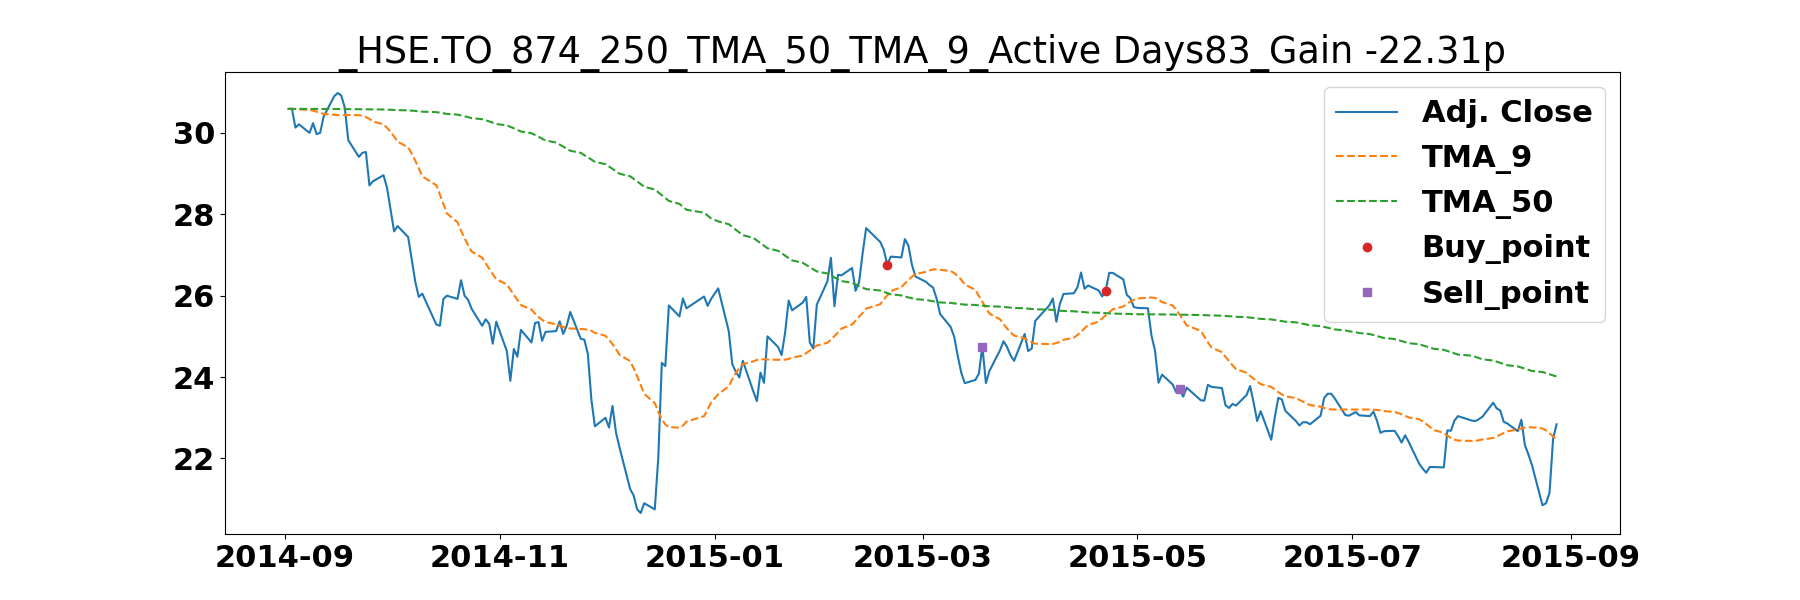 _HSE.TO_874_250_TMA_50_TMA_9_Active Days83_Gain -22.31p
Adj. Close
TMA_9
TMA_50
Buy_point
Sell_point
30
28
26
24
22
2014-09 2014-11 2015-01 2015-03 2015-05 2015-07 2015-09